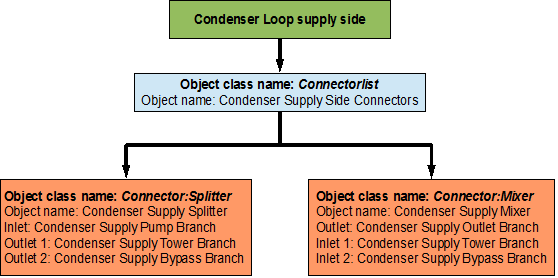 Condenser Loop supply side
Object class name: Connectorlist
Object name: Condenser Supply Side Connectors
Object class name: Connector:Splitter
Object name: Condenser Supply Splitter
Inlet: Condenser Supply Pump Branch
Outlet 1: Condenser Supply Tower Branch
Outlet 2: Condenser Supply Bypass Branch
Object class name: Connector:Mixer
Object name: Condenser Supply Mixer
Outlet: Condenser Supply Outlet Branch
Inlet 1: Condenser Supply Tower Branch
Inlet 2: Condenser Supply Bypass Branch